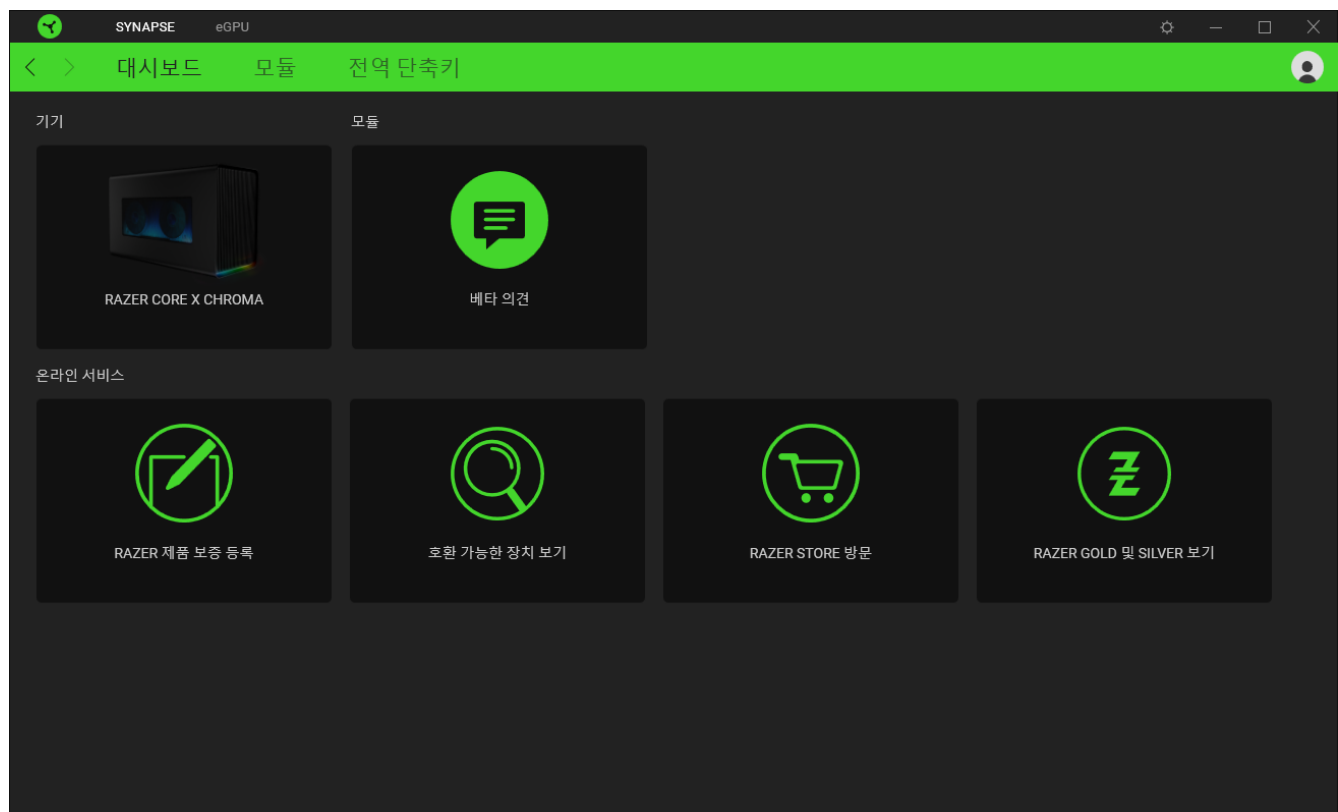 SYNAPSE eGPU
대시보드 모듈 전역 단축키
기기 모듈
RAZER CORE X CHROMA 베타 의견
온라인 서비스
RAZER 제품 보증 등록 호환 가능한 장치 보기 RAZER STORE 방문 RAZER GOLD 및 SILVER 보기